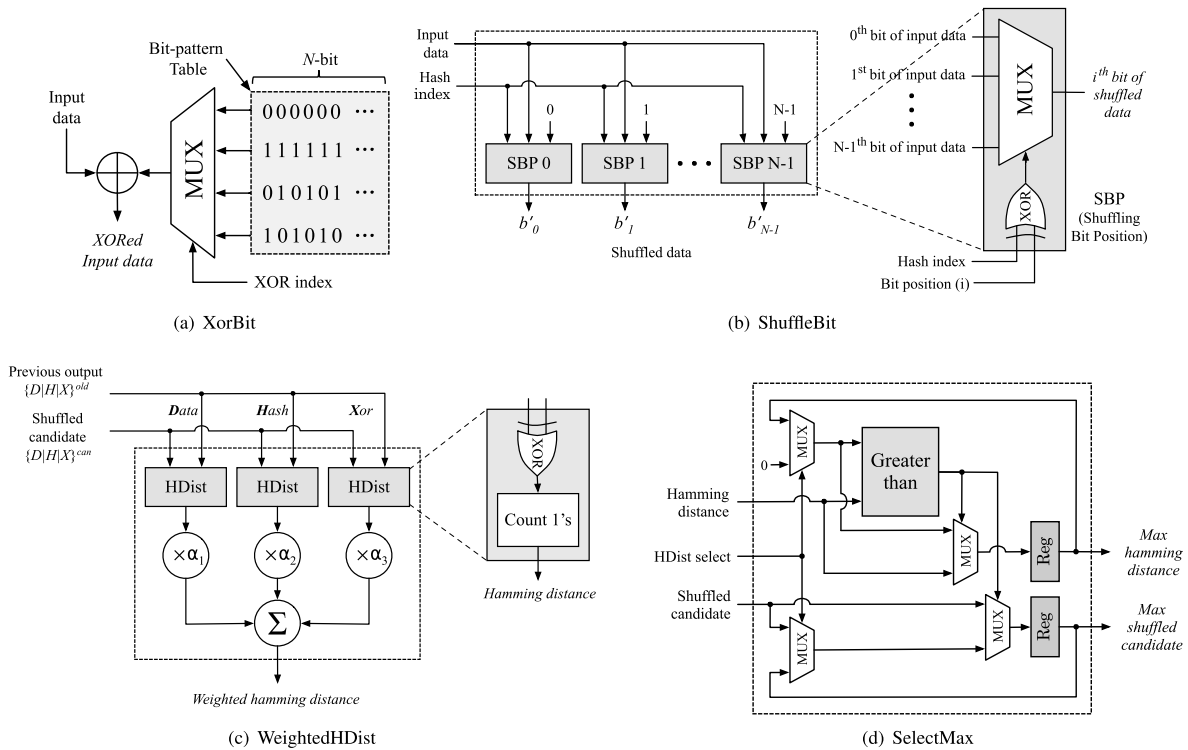 Bit-pattern
Table
N-bit
Input
data
MUX
000000 ···
111111 ···
010101 ···
101010 ···
XORed
Input data
XOR index
(a) XorBit
Input
data
Hash
index
0
1
N-1
SBP 0
SBP 1
SBP N-1
b'0
b'1
b'N-1
Shuffled data
0th bit of input data
1st bit of input data
N-1th bit of input data
MUX
ith bit of
shuffled
data
XOR
SBP
(Shuffling
Bit Position)
Hash index
Bit position (i)
(b) ShuffleBit
Previous output
{D|H|X}old
Shuffled
candidate
{D|H|X}can
Data
Hash
Xor
HDist
HDist
HDist
×α1
×α2
×α3
Σ
Weighted hamming distance
XOR
Count 1's
Hamming distance
(c) WeightedHDist
MUX
0
Greater
than
Hamming
distance
HDist select
MUX
Reg
Max
hamming
distance
Shuffled
candidate
MUX
MUX
Reg
Max
shuffled
candidate
(d) SelectMax